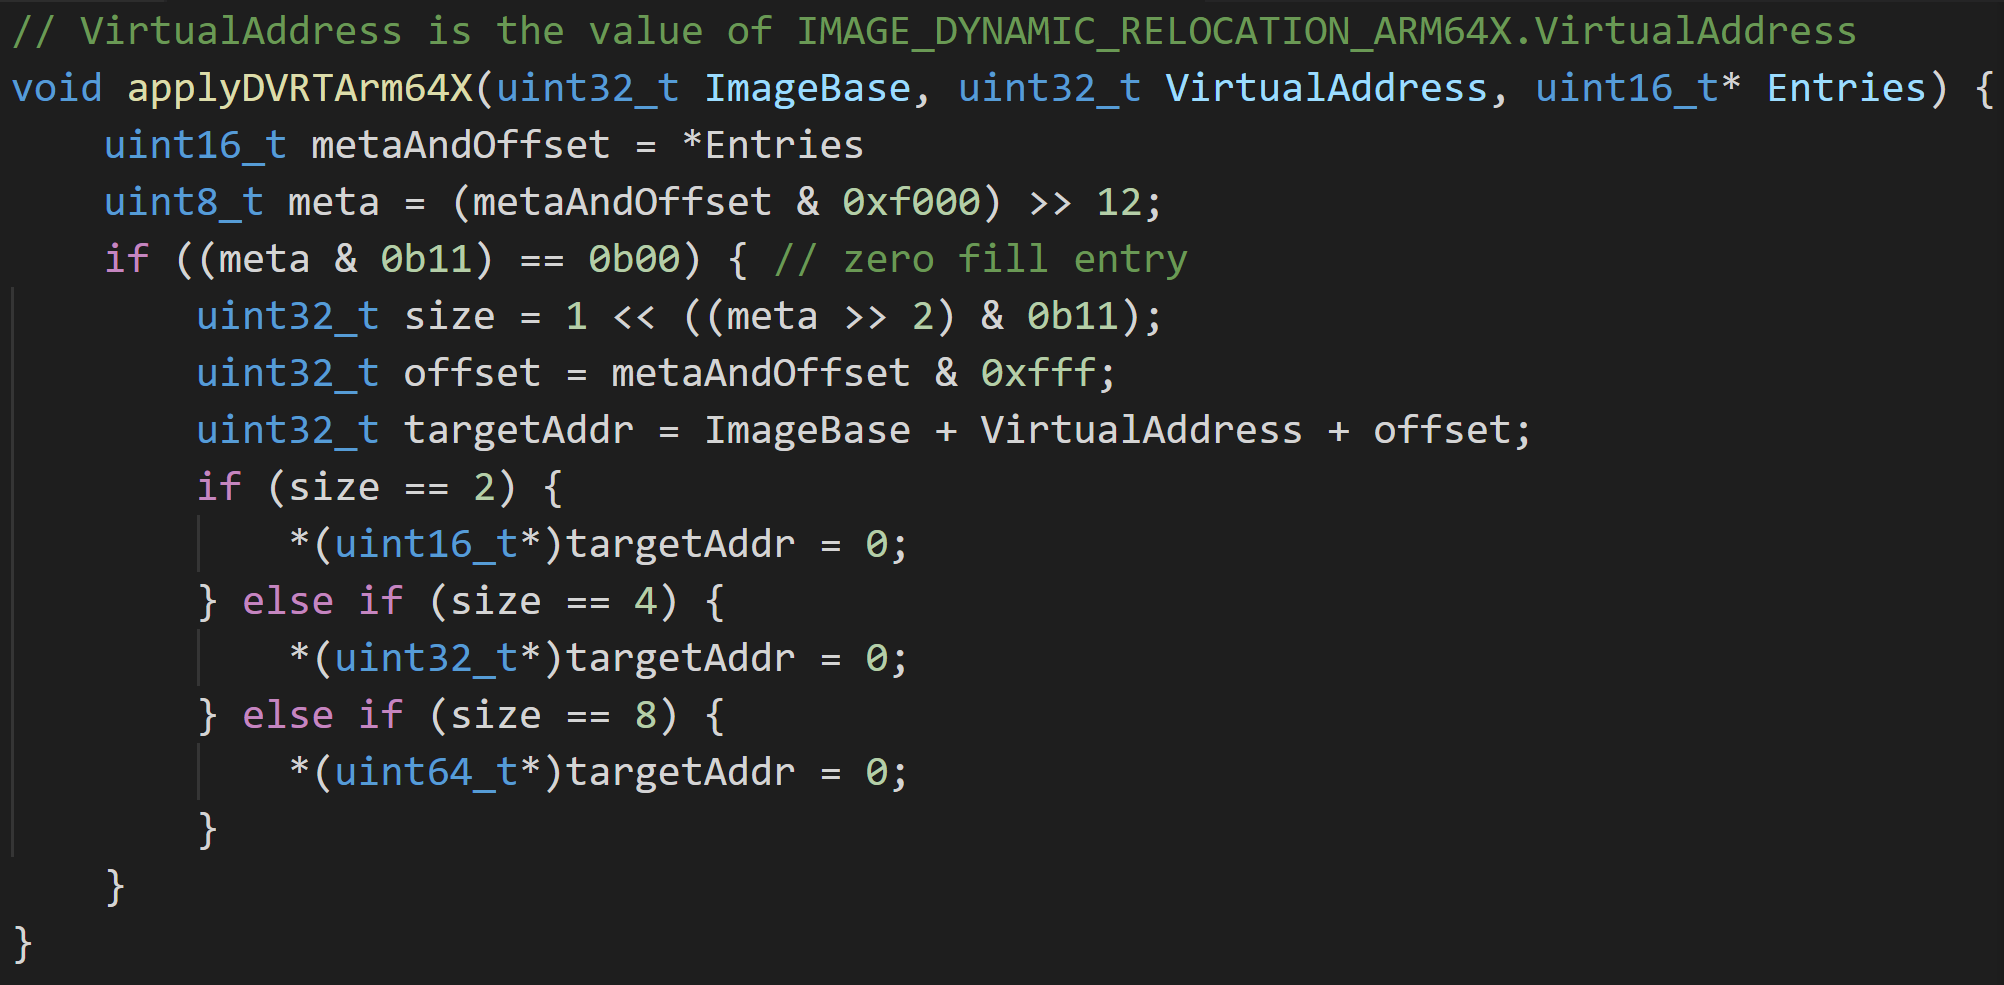 // VirtualAddress is the value of IMAGE_DYNAMIC_RELOCATION_ARM64X.VirtualAddress
void applyDVRTArm64X(uint32_t ImageBase, uint32_t VirtualAddress, uint16_t* Entries) {
    uint16_t metaAndOffset = *Entries
    uint8_t meta = (metaAndOffset & 0xf000) >> 12;
    if ((meta & 0b11) == 0b00) { // zero fill entry
        uint32_t size = 1 << ((meta >> 2) & 0b11);
        uint32_t offset = metaAndOffset & 0xfff;
        uint32_t targetAddr = ImageBase + VirtualAddress + offset;
        if (size == 2) {
            *(uint16_t*)targetAddr = 0;
        } else if (size == 4) {
            *(uint32_t*)targetAddr = 0;
        } else if (size == 8) {
            *(uint64_t*)targetAddr = 0;
        }
    }
}